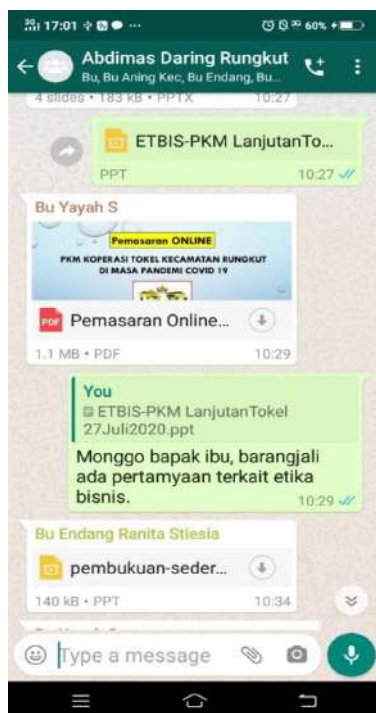 3G 17:01
60%
Abdimas Daring Rungkut
Bu, Bu Aning Kec, Bu Endang, Bu...
4 slides • 183 kB • PPTX 10:27
ETBIS-PKM LanjutanTo...
PPT 10:27
Bu Yayah S
Pemasaran ONLINE
PKM KOPERASI TOKEL KECAMATAN RUNGKUT
DI MASA PANDEMI COVID 19
PDF Pemasaran Online...
1.1 MB • PDF 10:29
You
ETBIS-PKM LanjutanTokel
27Juli2020.ppt
Monggo bapak ibu, barangjali
ada pertamyaan terkait etika
bisnis.
10:29
Bu Endang Ranita Stiesia
pembukuan-seder...
140 kB • PPT 10:34
Type a message